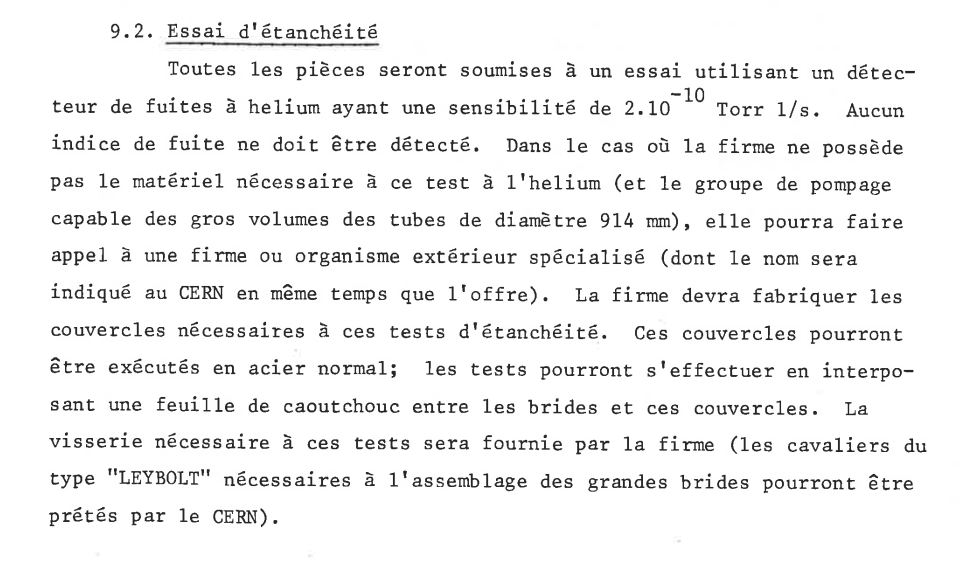 9.2. Essai d'étanchéité
Toutes les pièces seront soumises à un essai utilisant un détec-
teur de fuites à helium ayant une sensibilité de 2.10⁻¹⁰ Torr l/s. Aucun
indice de fuite ne doit être détecté. Dans le cas où la firme ne possède
pas le matériel nécessaire à ce test à l'helium (et le groupe de pompage
capable des gros volumes des tubes de diamètre 914 mm), elle pourra faire
appel à une firme ou organisme extérieur spécialisé (dont le nom sera
indiqué au CERN en même temps que l'offre). La firme devra fabriquer les
couvercles nécessaires à ces tests d'étanchéité. Ces couvercles pourront
être exécutés en acier normal; les tests pourront s'effectuer en interpo-
sant une feuille de caoutchouc entre les brides et ces couvercles. La
visserie nécessaire à ces tests sera fournie par la firme (les cavaliers du
type "LEYBOLT" nécessaires à l'assemblage des grandes brides pourront être
prétés par le CERN).